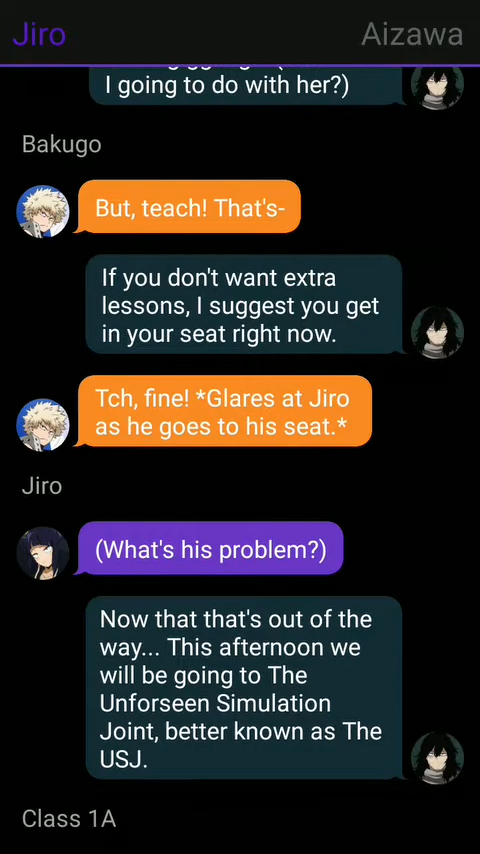 Jiro
Aizawa
I going to do with her?)
Bakugo
But, teach! That's-
If you don't want extra
lessons, I suggest you get
in your seat right now.
Tch, fine! *Glares at Jiro
as he goes to his seat.*
Jiro
(What's his problem?)
Now that that's out of the
way... This afternoon we
will be going to The
Unforseen Simulation
Joint, better known as The
USJ.
Class 1A